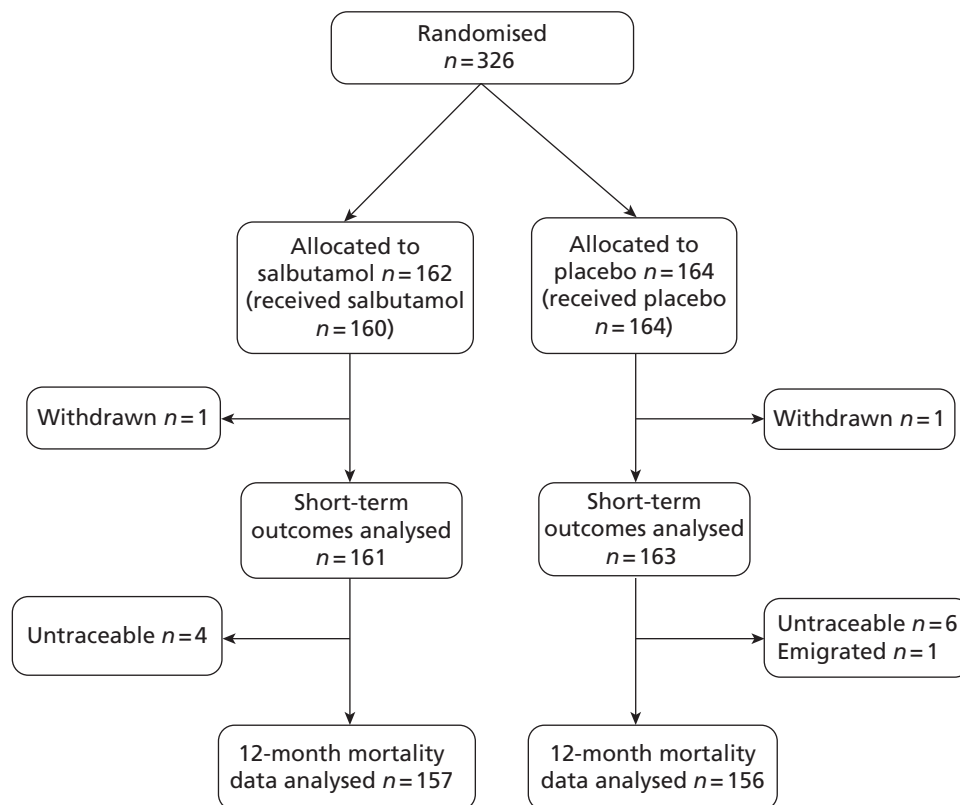 Randomised
n=326
Allocated to
salbutamol n=162
(received salbutamol
n=160)
Allocated to
placebo n=164
(received placebo
n=164)
Withdrawn n=1
Withdrawn n=1
Short-term
outcomes analysed
n=161
Short-term
outcomes analysed
n=163
Untraceable n=4
Untraceable n=6
Emigrated n=1
12-month mortality
data analysed n=157
12-month mortality
data analysed n=156